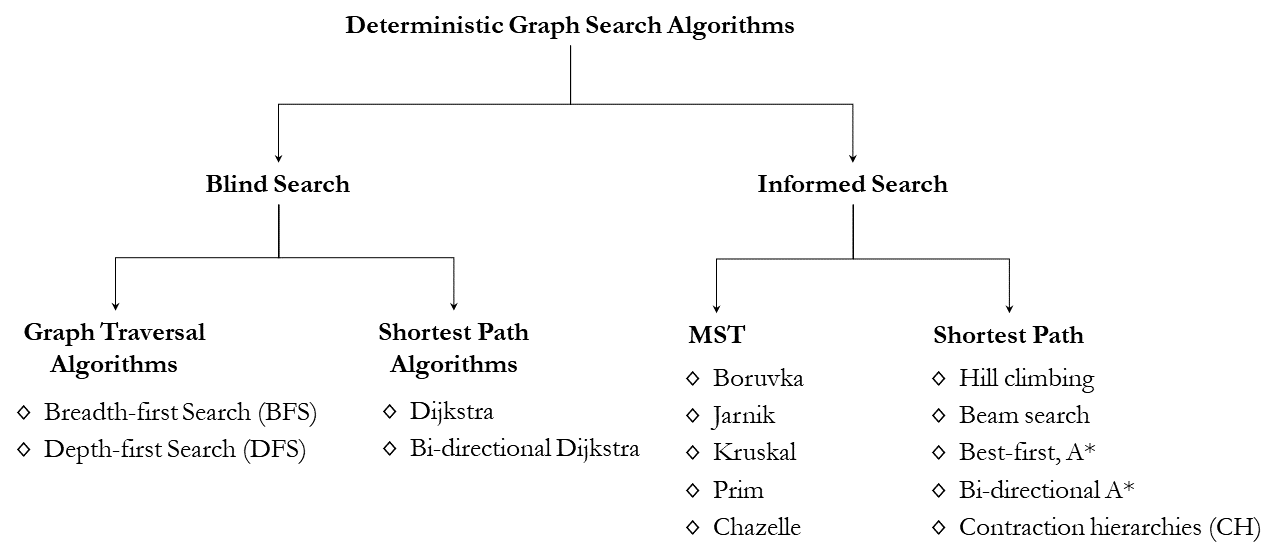 Deterministic Graph Search Algorithms
Blind Search
Informed Search
Graph Traversal
Algorithms
◇ Breadth-first Search (BFS)
◇ Depth-first Search (DFS)
Shortest Path
Algorithms
◇ Dijkstra
◇ Bi-directional Dijkstra
MST
◇ Boruvka
◇ Jarnik
◇ Kruskal
◇ Prim
◇ Chazelle
Shortest Path
◇ Hill climbing
◇ Beam search
◇ Best-first, A*
◇ Bi-directional A*
◇ Contraction hierarchies (CH)